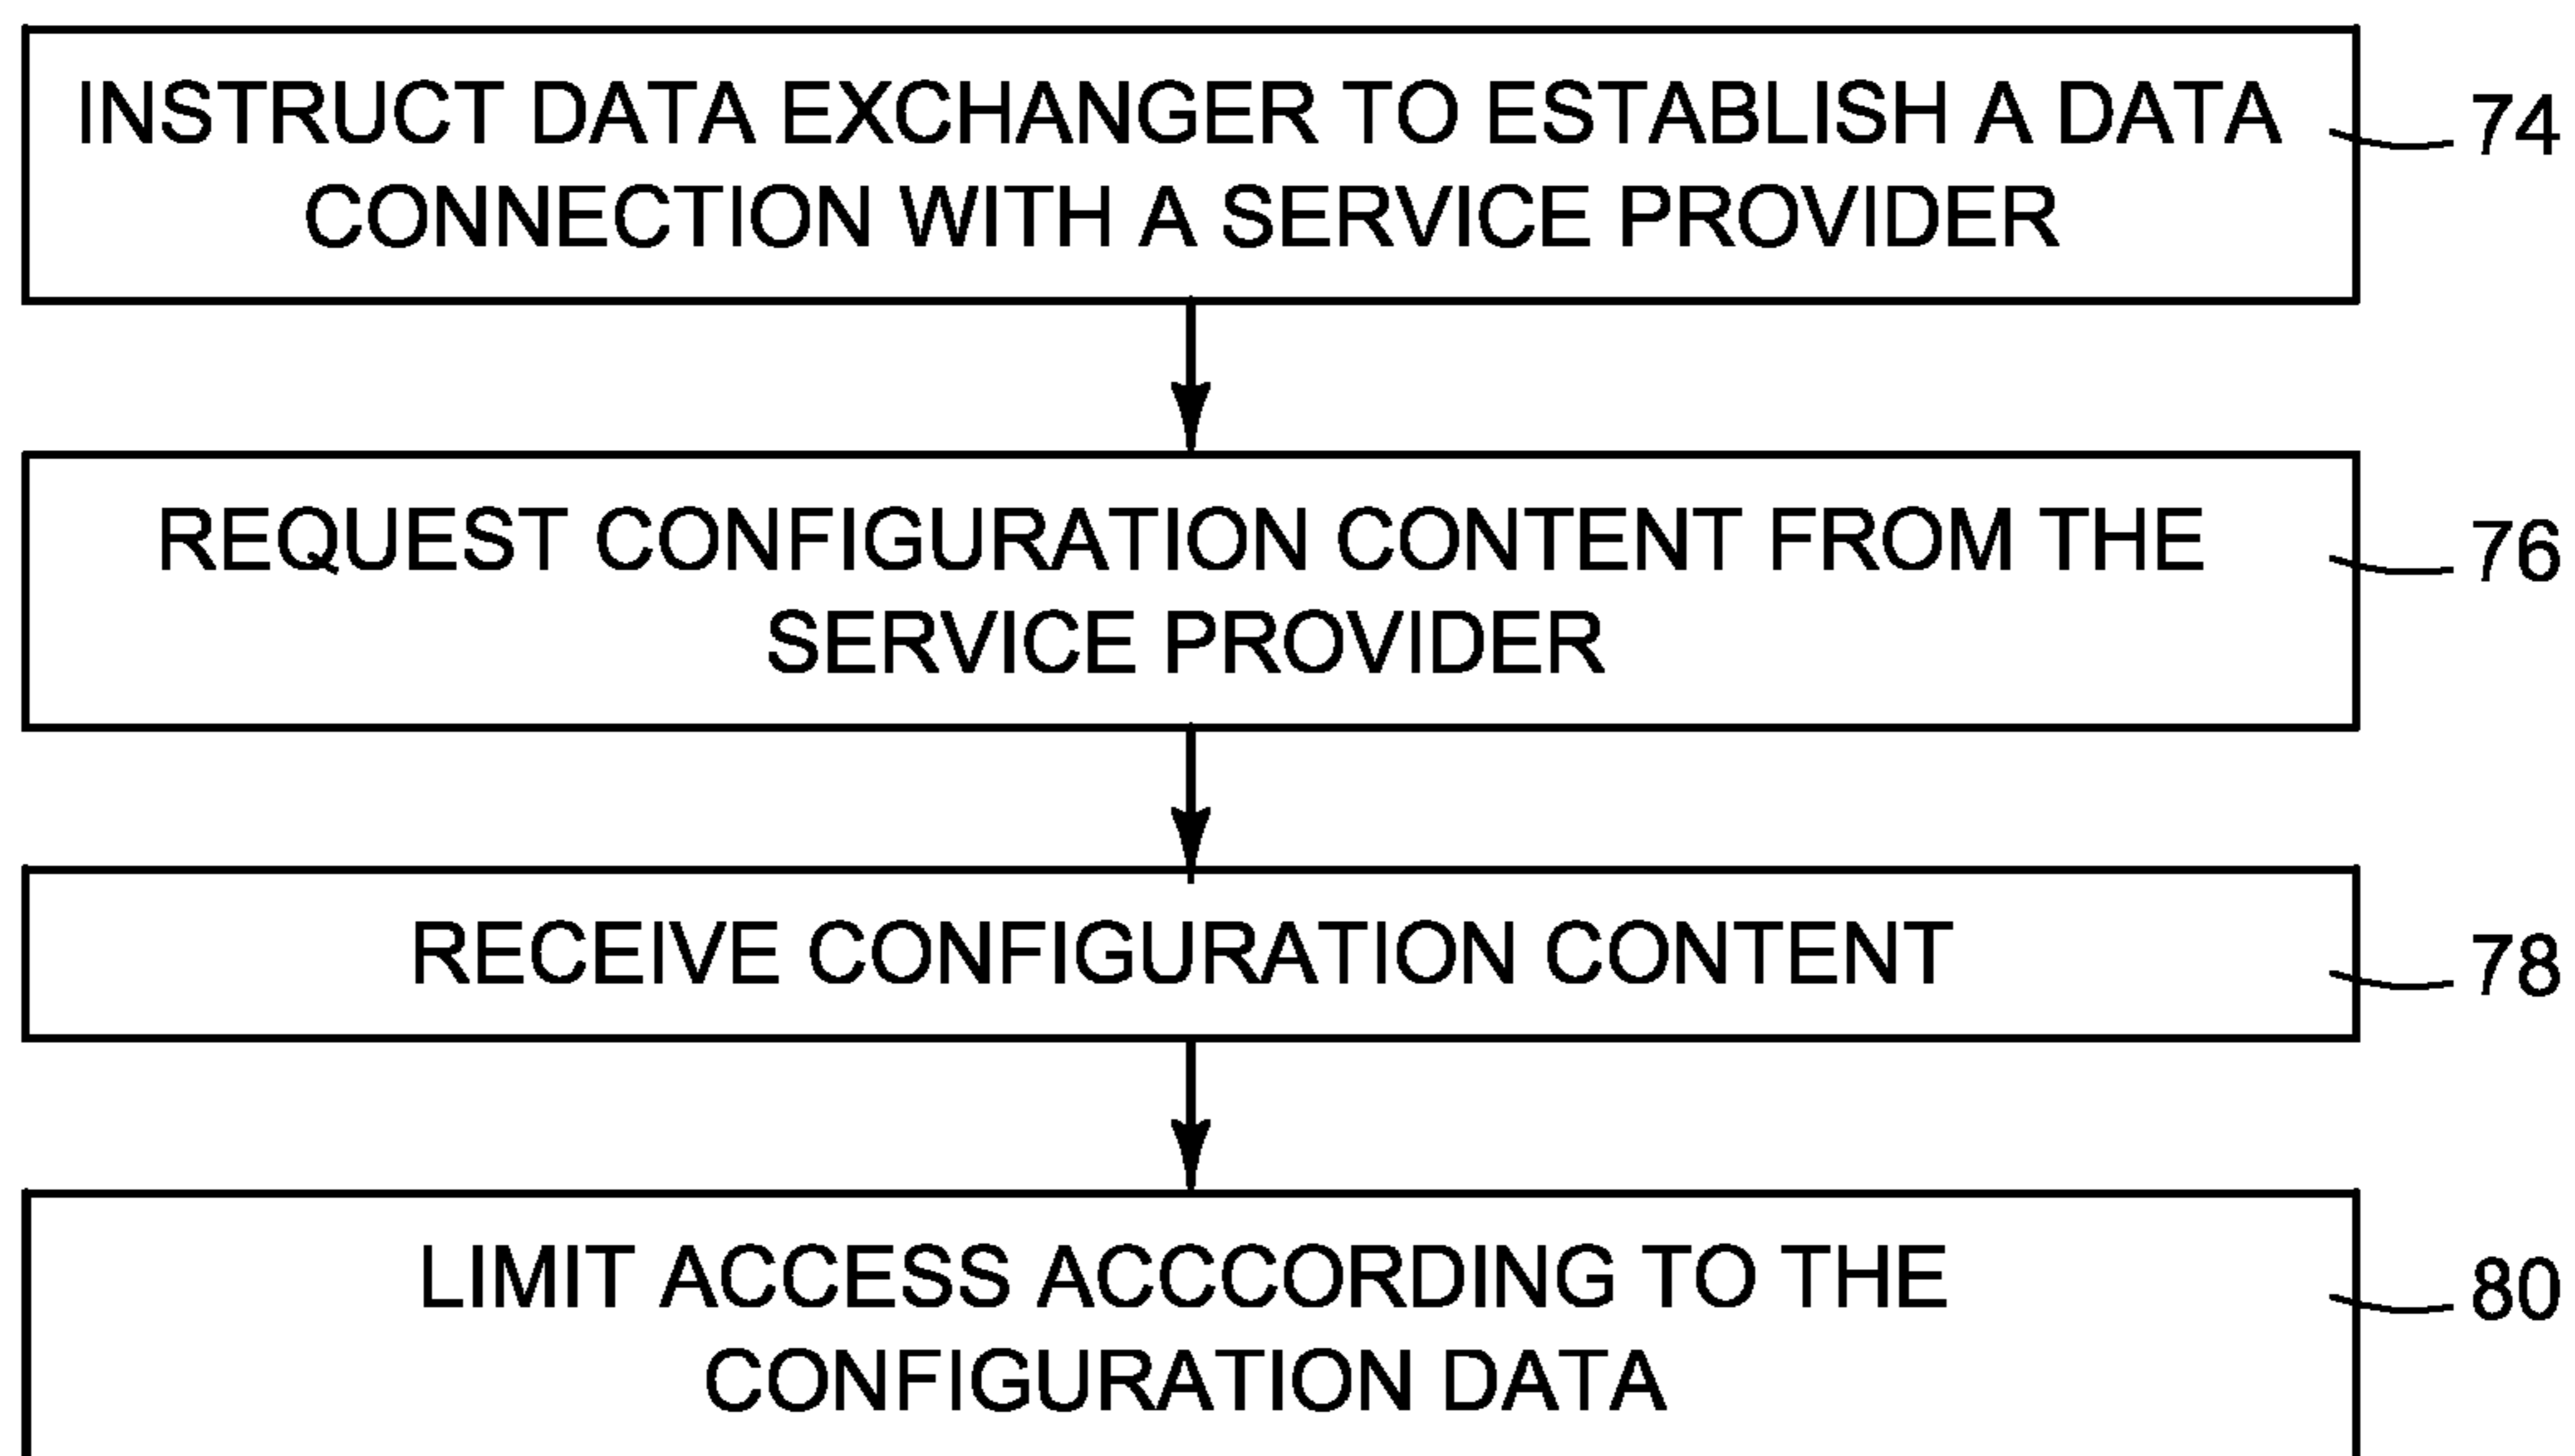 INSTRUCT DATA EXCHANGER TO ESTABLISH A DATA
CONNECTION WITH A SERVICE PROVIDER
74
REQUEST CONFIGURATION CONTENT FROM THE
SERVICE PROVIDER
76
RECEIVE CONFIGURATION CONTENT
78
LIMIT ACCESS ACCCORDING TO THE
CONFIGURATION DATA
80